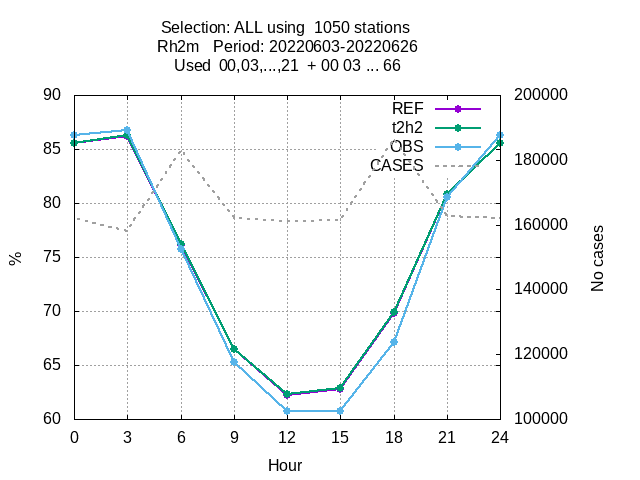 Selection: ALL using  1050 stations
Rh2m   Period: 20220603-20220626
Used  00,03,...,21  + 00 03 ... 66
90
85
80
75
70
65
60
%
200000
180000
160000
140000
120000
100000
No cases
REF
t2h2
OBS
CASES
0 3 6 9 12 15 18 21 24
Hour